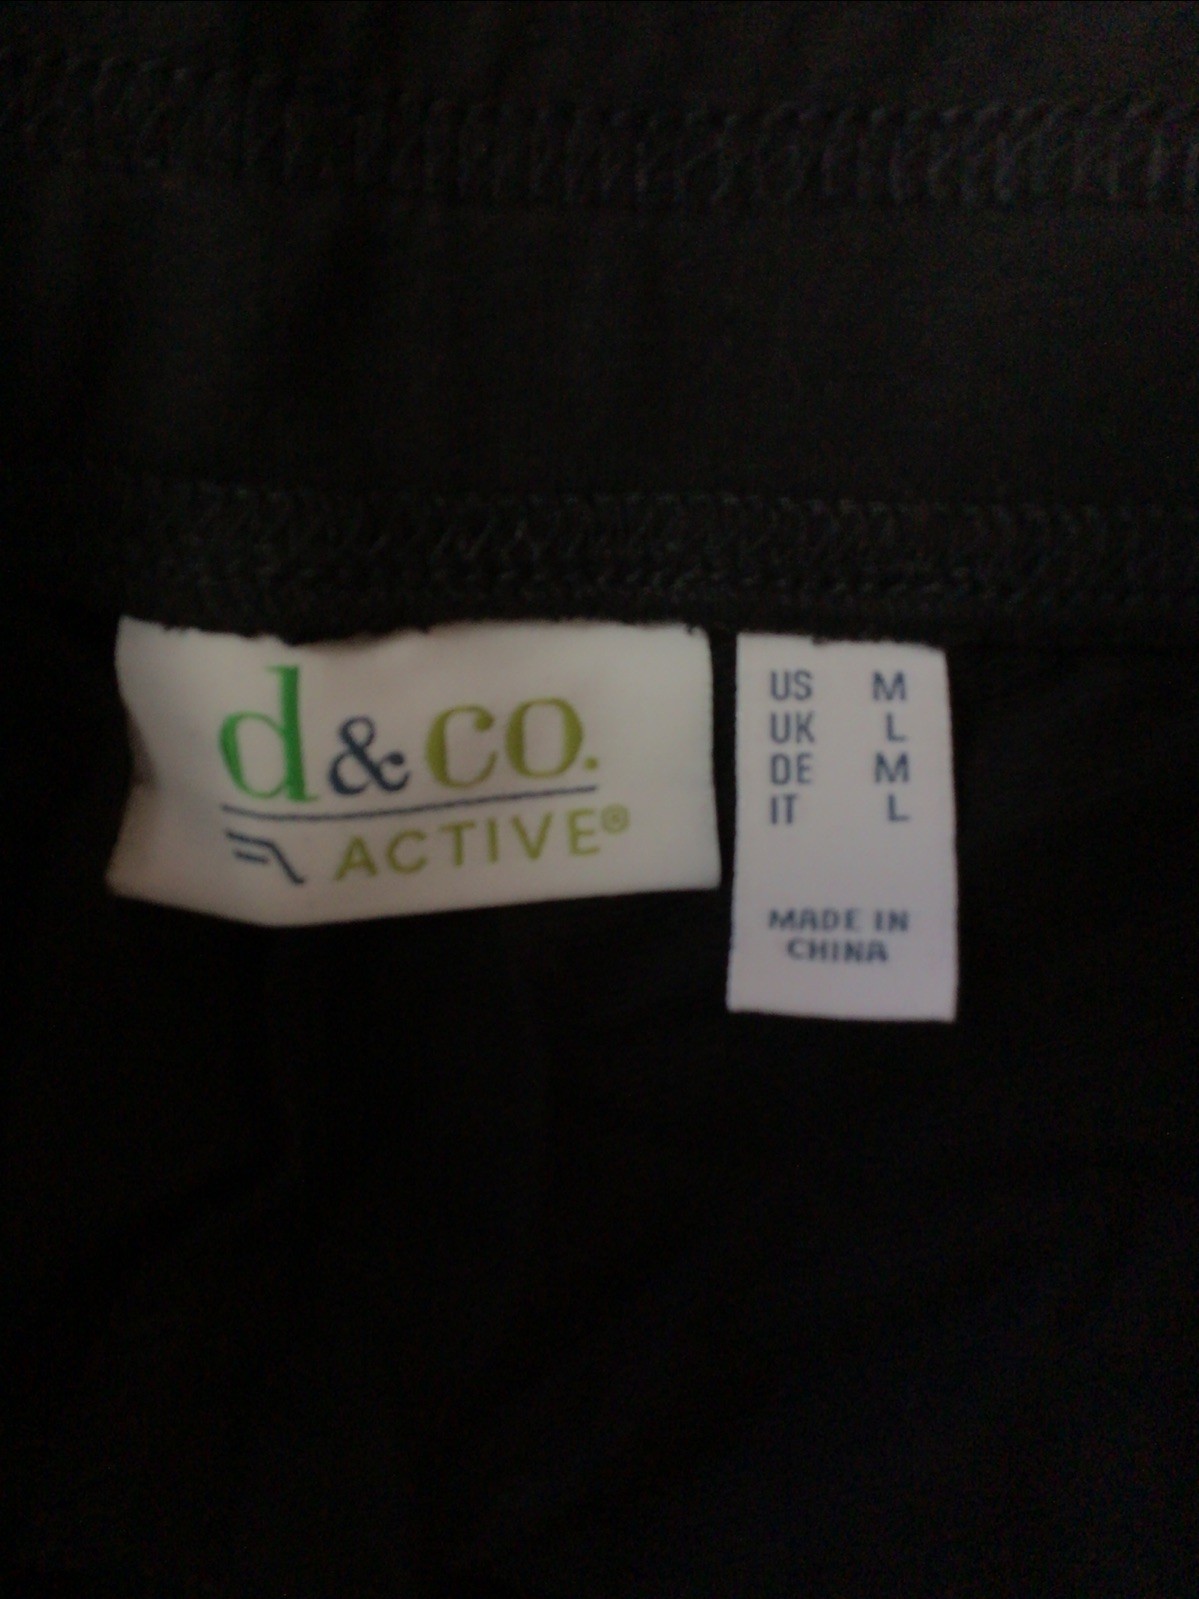 d&co.
ACTIVE®
US M
UK L
DE M
IT L
MADE IN
CHINA